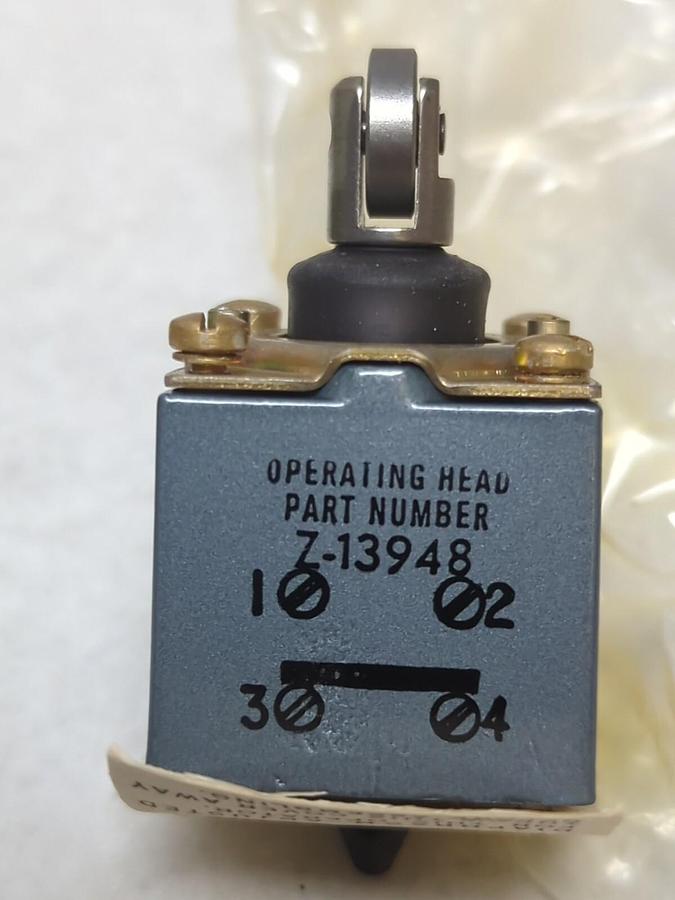 OPERATING HEAD
PART NUMBER
Z-13948
1 2
3 4